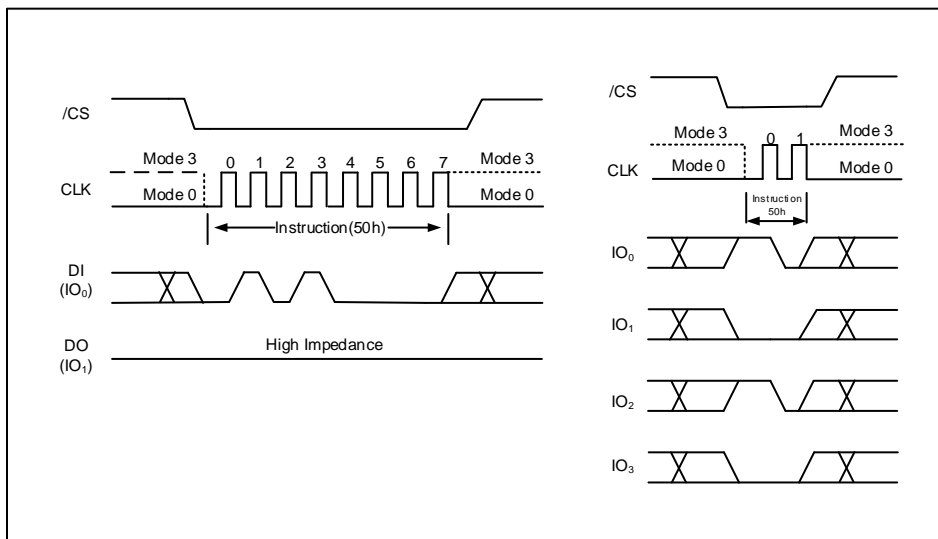 /CS
Mode 3
0 1 2 3 4 5 6 7
Mode 3
CLK
Mode 0
Mode 0
Instruction(50h)
DI
(IO0)
High Impedance
DO
(IO1)
/CS
Mode 3
0 1
Mode 3
CLK
Mode 0
Mode 0
Instruction
50h
IO0
IO1
IO2
IO3